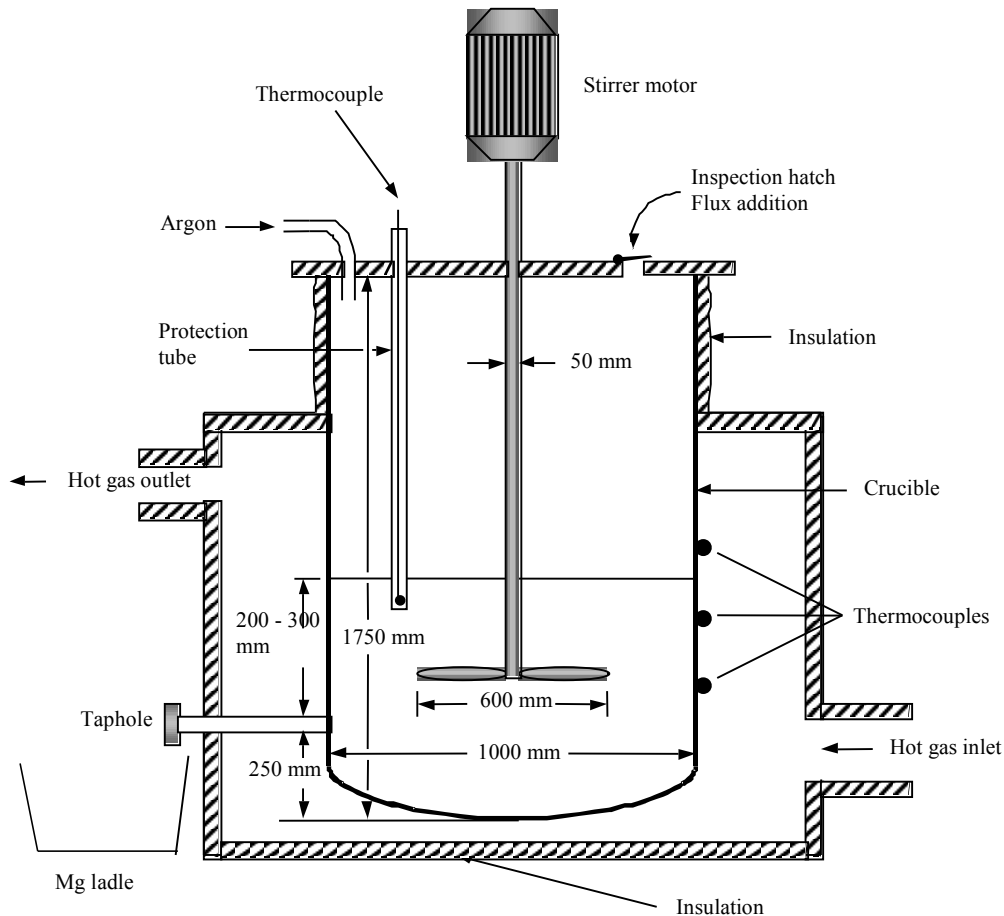 Stirrer motor
Thermocouple
Inspection hatch
Flux addition
Argon
Protection
tube
50 mm
Insulation
Hot gas outlet
Crucible
200 - 300
mm
1750 mm
Thermocouples
600 mm
Taphole
1000 mm
Hot gas inlet
250 mm
Mg ladle
Insulation